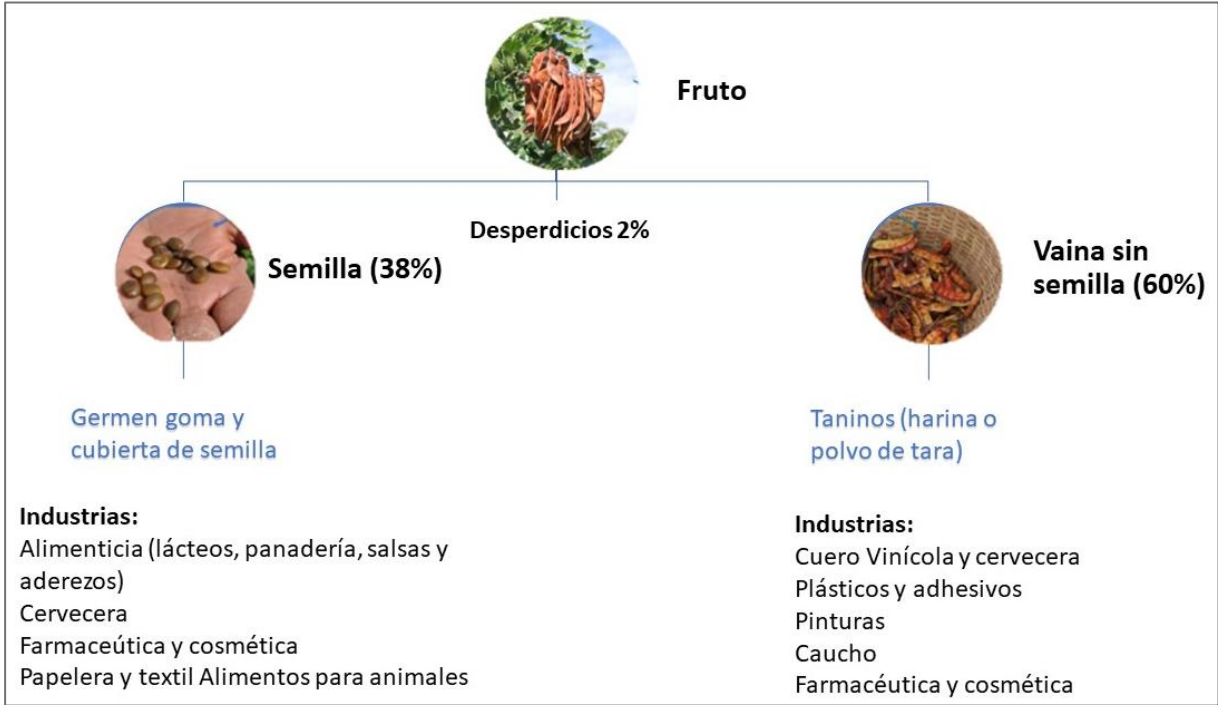 Fruto
Desperdicios 2%
Semilla (38%)
Vaina sin
semilla (60%)
Germen goma y
cubierta de semilla
Taninos (harina o
polvo de tara)
Industrias:
Alimenticia (lácteos, panadería, salsas y
aderezos)
Cervecera
Farmaceútica y cosmética
Papelera y textil Alimentos para animales
Industrias:
Cuero Vinícola y cervecera
Plásticos y adhesivos
Pinturas
Caucho
Farmacéutica y cosmética